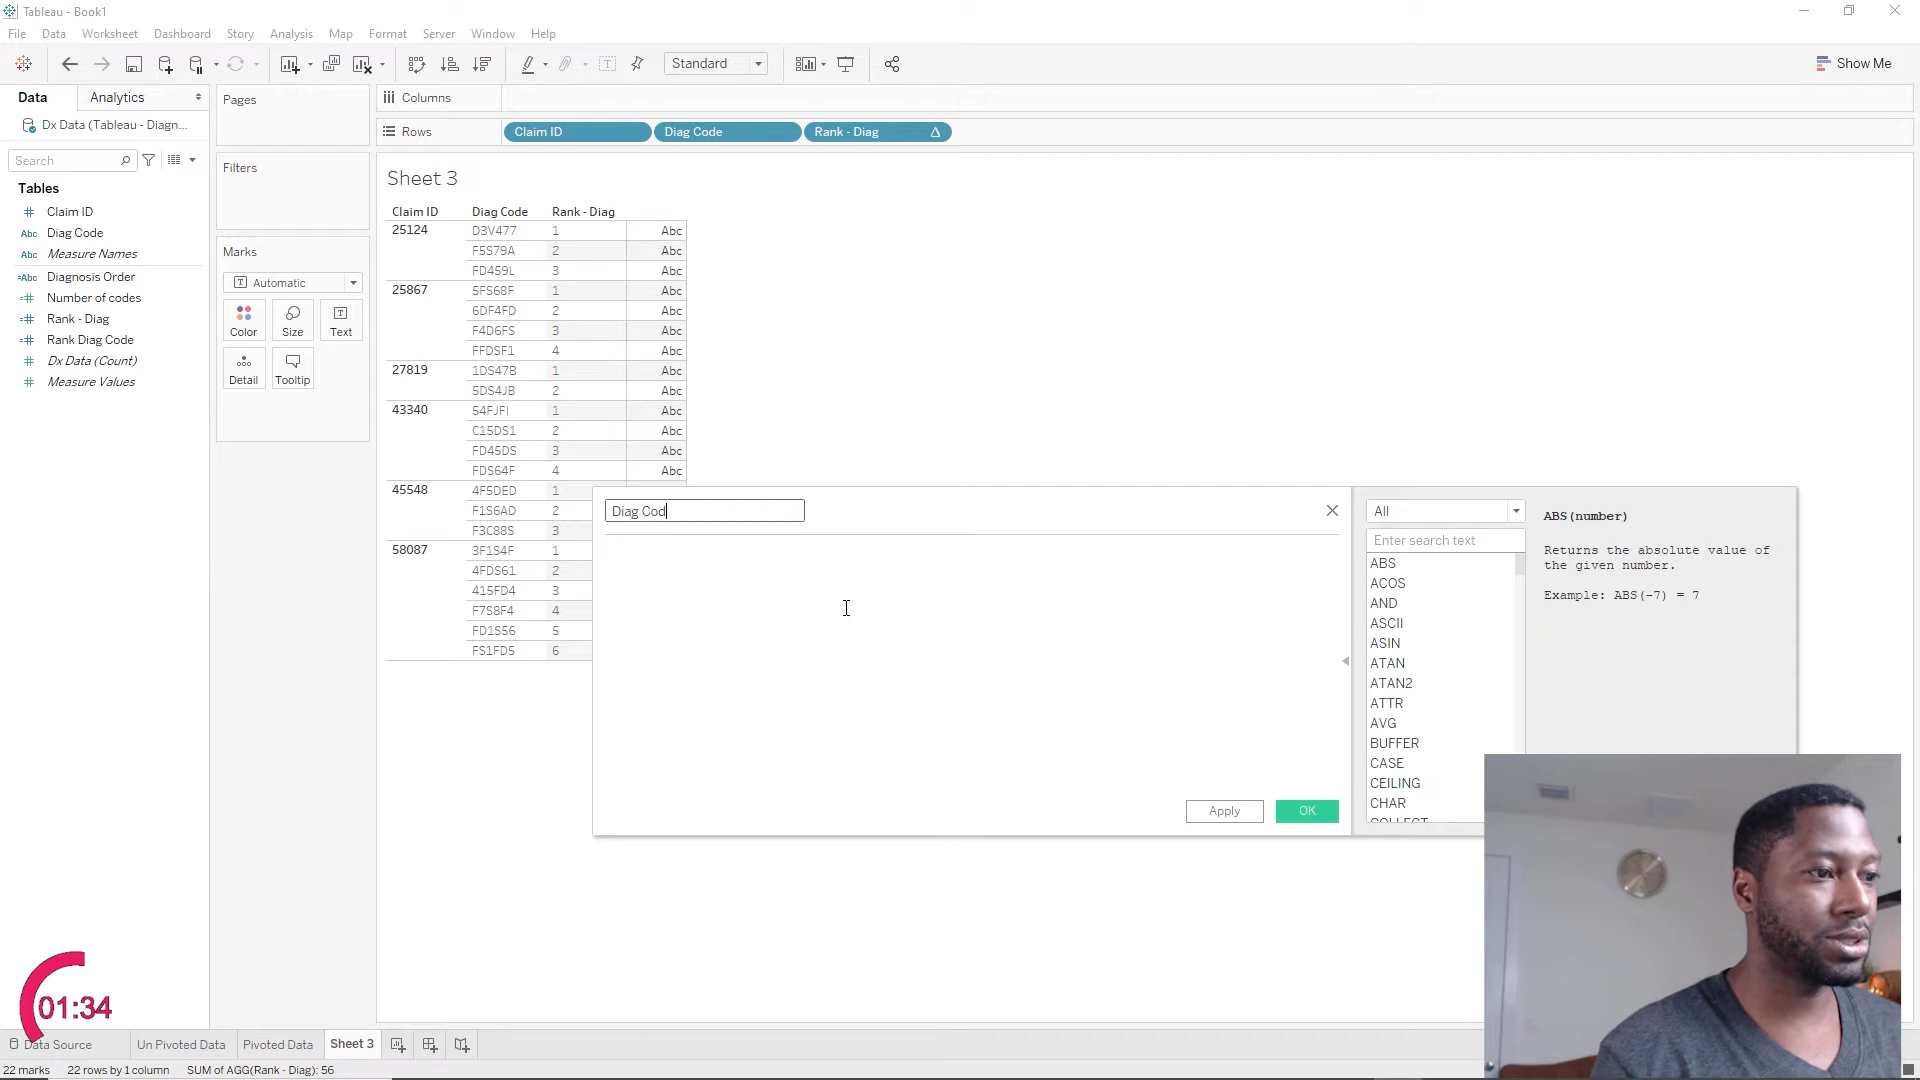 Tableau - Book1
File Data Worksheet Dashboard Story Analysis Map Format Server Window Help
Standard
Show Me
Data Analytics
Dx Data (Tableau - Diagn...
Search
Tables
Claim ID
Abc Diag Code
Abc Measure Names
=Abc Diagnosis Order
Number of codes
Rank - Diag
Rank Diag Code
Dx Data (Count)
Measure Values
Pages
Filters
Marks
Automatic
Color Size Text
Detail Tooltip
Columns
Rows Claim ID Diag Code Rank - Diag
Sheet 3
Claim ID Diag Code Rank - Diag
25124 D3V477 1 Abc
F5S79A 2 Abc
FD459L 3 Abc
25867 5FS68F 1 Abc
6DF4FD 2 Abc
F4D6FS 3 Abc
FFDSF1 4 Abc
27819 1DS47B 1 Abc
5DS4JB 2 Abc
43340 54FJFI 1 Abc
C15DS1 2 Abc
FD45DS 3 Abc
FDS64F 4 Abc
45548 4F5DED 1
F1S6AD 2
F3C88S 3
58087 3F1S4F 1
4FDS61 2
415FD4 3
F7S8F4 4
FD1S56 5
FS1FD5 6
Diag Cod
Apply OK
All
Enter search text
ABS
ACOS
AND
ASCII
ASIN
ATAN
ATAN2
ATTR
AVG
BUFFER
CASE
CEILING
CHAR
COLLECT
ABS(number)
Returns the absolute value of
the given number.
Example: ABS(-7) = 7
01:34
Data Source Un Pivoted Data Pivoted Data Sheet 3
22 marks 22 rows by 1 column SUM of AGG(Rank - Diag): 56